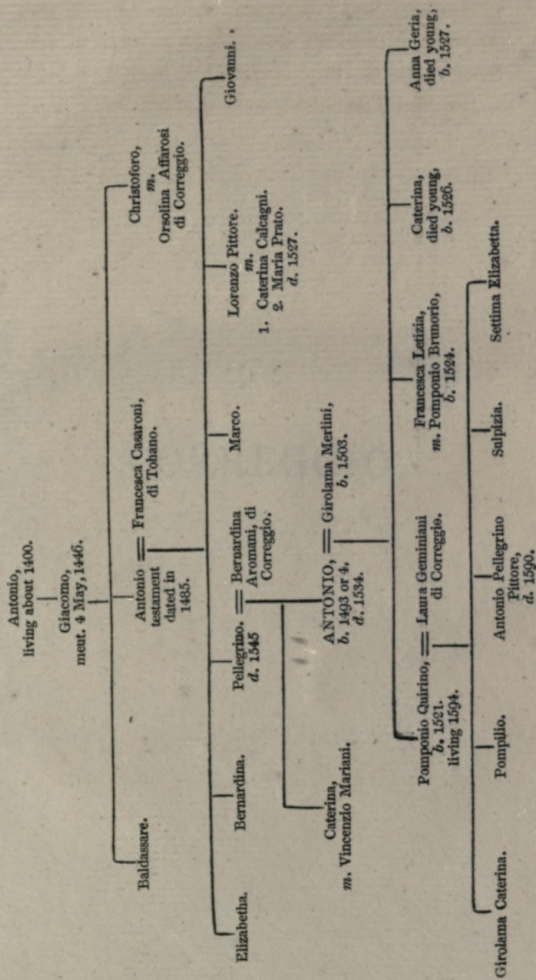 Antonio,
living about 1400.
Giacomo,
meut. 4 May, 1446.
Baldassare.
Antonio
testament
dated in
1485.
= Francesca Casaroni,
di Tohano.
Christoforo,
m.
Orsolina Affarosi
di Correggio.
Elizabetha.
Bernardina.
Pellegrino.
d. 1545
= Bernardina
Aromani, di
Correggio.
Marco.
Lorenzo Pittore.
m.
1. Caterina Calcagni.
2. Maria Prato.
d. 1527.
Giovanni.
Caterina,
m. Vincenzio Mariani.
ANTONIO,
b. 1493 or 4,
d. 1534.
= Girolama Merlini,
b. 1503.
Pomponio Quirino,
b. 1521.
living 1594.
= Laura Geminiani
di Correggio.
Francesca Letizia,
m. Pomponio Brunorio,
b. 1524.
Caterina,
died young,
b. 1526.
Anna Geria,
died young,
b. 1527.
Girolama Caterina.
Pompilio.
Antonio Pellegrino
Pittore,
d. 1590.
Sulpizia.
Settima Elizabetta.